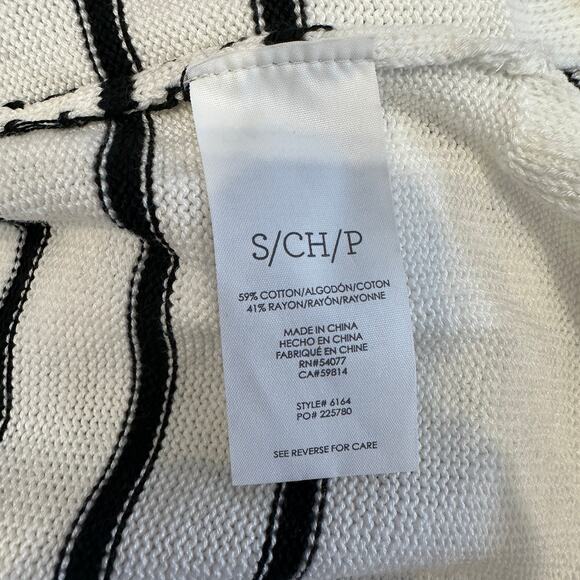 S/CH/P
59% COTTON/ALGODÓN/COTON
41% RAYON/RAYÓN/RAYONNE
MADE IN CHINA
HECHO EN CHINA
FABRIQUÉ EN CHINE
RN#54077
CA#59814
STYLE# 6164
PO# 225780
SEE REVERSE FOR CARE